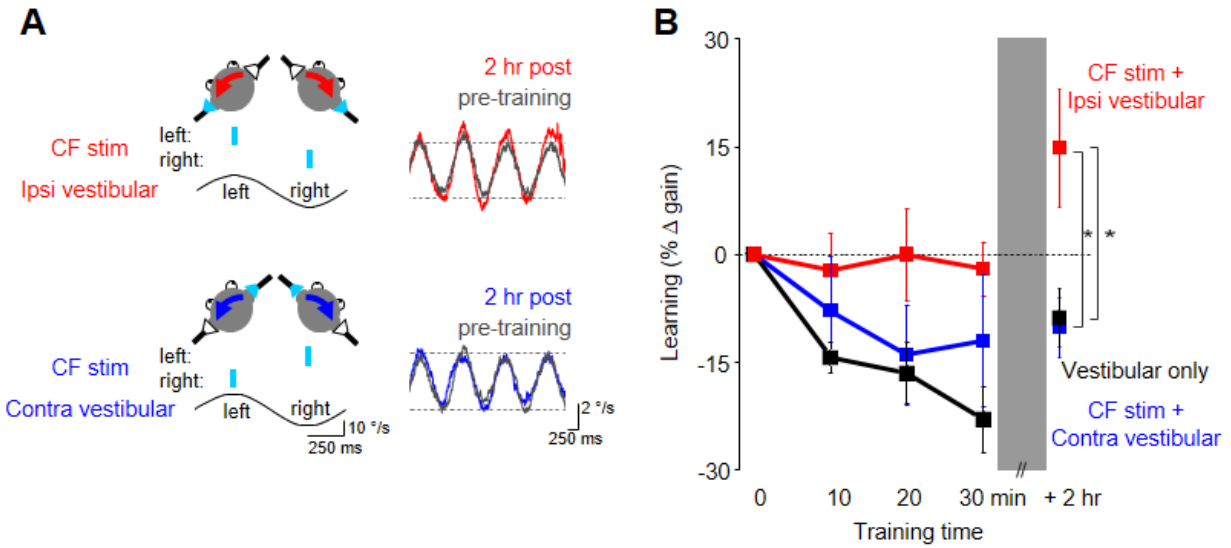 A
2 hr post
pre-training
left:
right:
CF stim
Ipsi vestibular
left
right
2 hr post
pre-training
left:
right:
CF stim
Contra vestibular
left
right
10 °/s
250 ms
2 °/s
250 ms
B
30
15
0
-15
-30
Learning (% Δ gain)
0
10
20
30 min
+ 2 hr
//
Training time
CF stim +
Ipsi vestibular
* *
Vestibular only
CF stim +
Contra vestibular